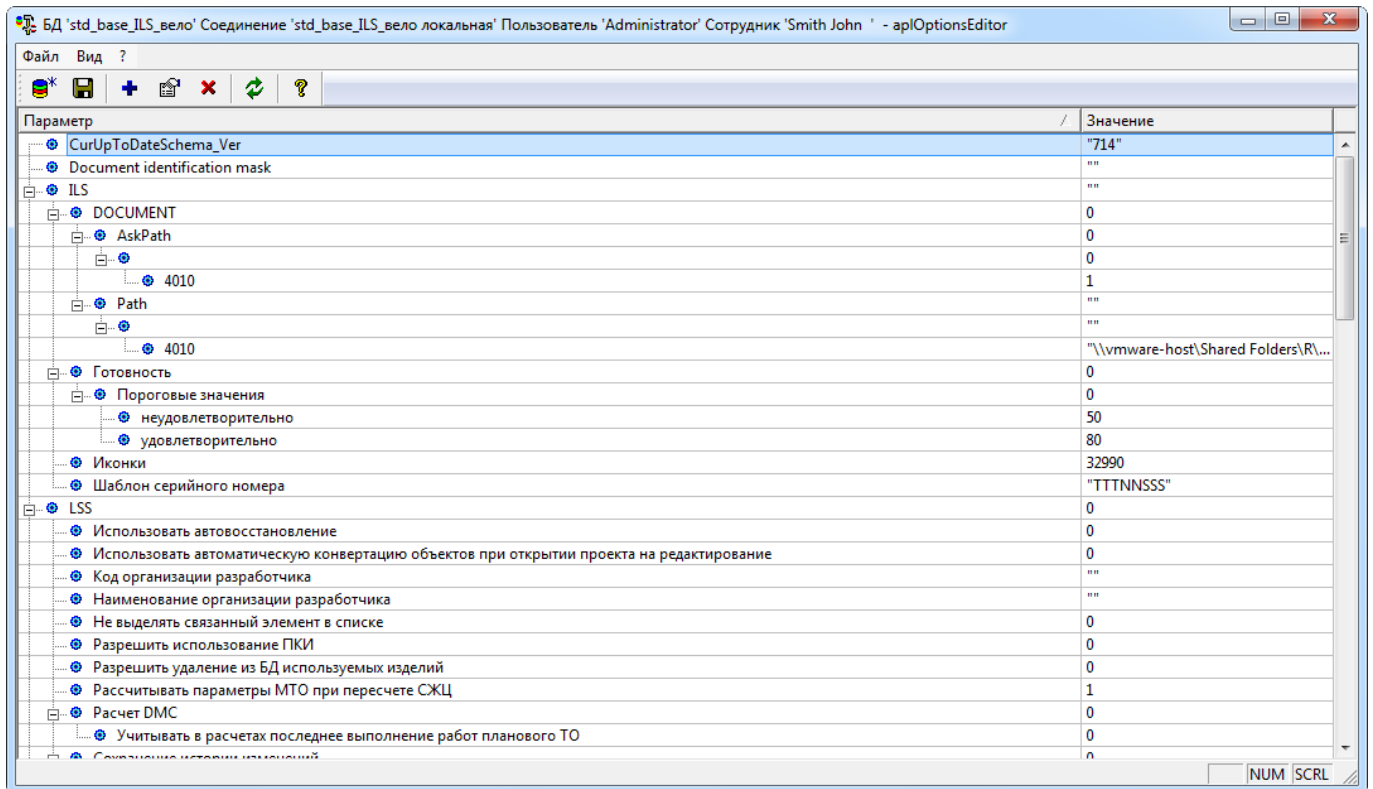 БД 'std_base_ILS_вело' Соединение 'std_base_ILS_вело локальная' Пользователь 'Administrator' Сотрудник 'Smith John ' - aplOptionsEditor
Файл Вид ?
Параметр Значение
CurUpToDateSchema_Ver "714"
Document identification mask ""
ILS ""
DOCUMENT 0
AskPath 0
0
4010 1
Path ""
""
4010 "\\vmware-host\Shared Folders\R\...
Готовность 0
Пороговые значения 0
неудовлетворительно 50
удовлетворительно 80
Иконки 32990
Шаблон серийного номера "TTTNNSSS"
LSS 0
Использовать автовосстановление 0
Использовать автоматическую конвертацию объектов при открытии проекта на редактирование 0
Код организации разработчика ""
Наименование организации разработчика ""
Не выделять связанный элемент в списке 0
Разрешить использование ПКИ 0
Разрешить удаление из БД используемых изделий 0
Рассчитывать параметры МТО при пересчете СЖЦ 1
Расчет DMC 0
Учитывать в расчетах последнее выполнение работ планового ТО 0
Сохранение истории изменений 0
NUM SCRL